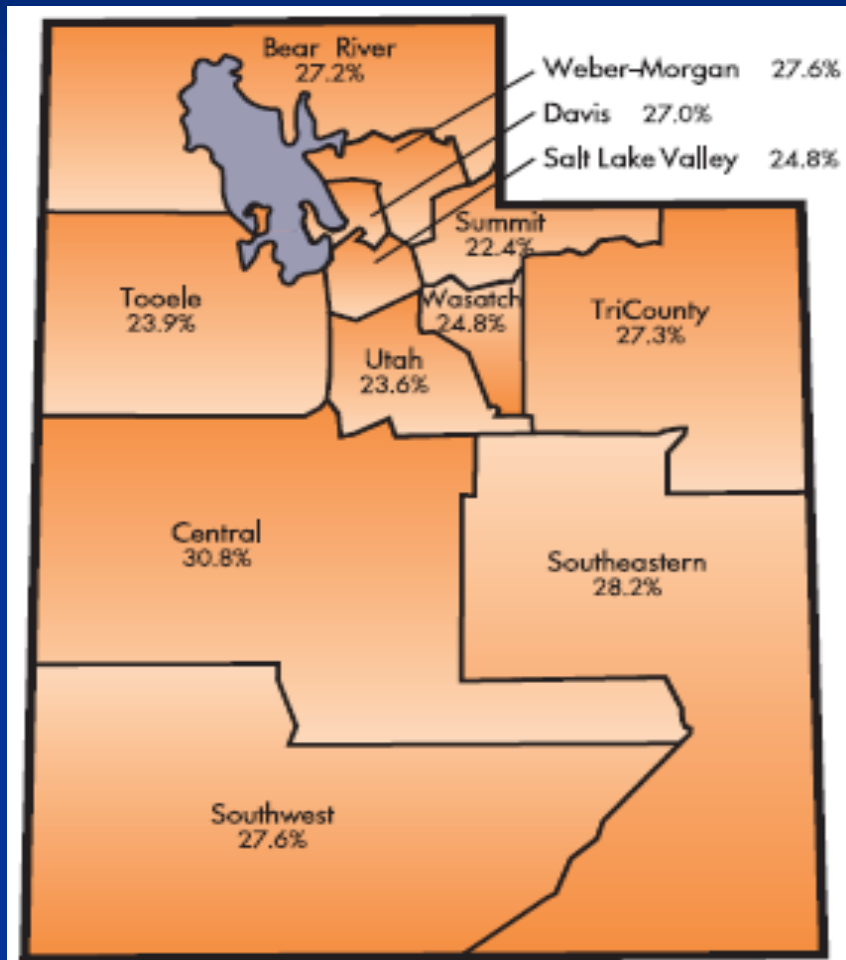 Bear River
27.2%
Weber–Morgan 27.6%
Davis 27.0%
Salt Lake Valley 24.8%
Summit
22.4%
Tooele
23.9%
Wasatch
24.8%
TriCounty
27.3%
Utah
23.6%
Central
30.8%
Southeastern
28.2%
Southwest
27.6%